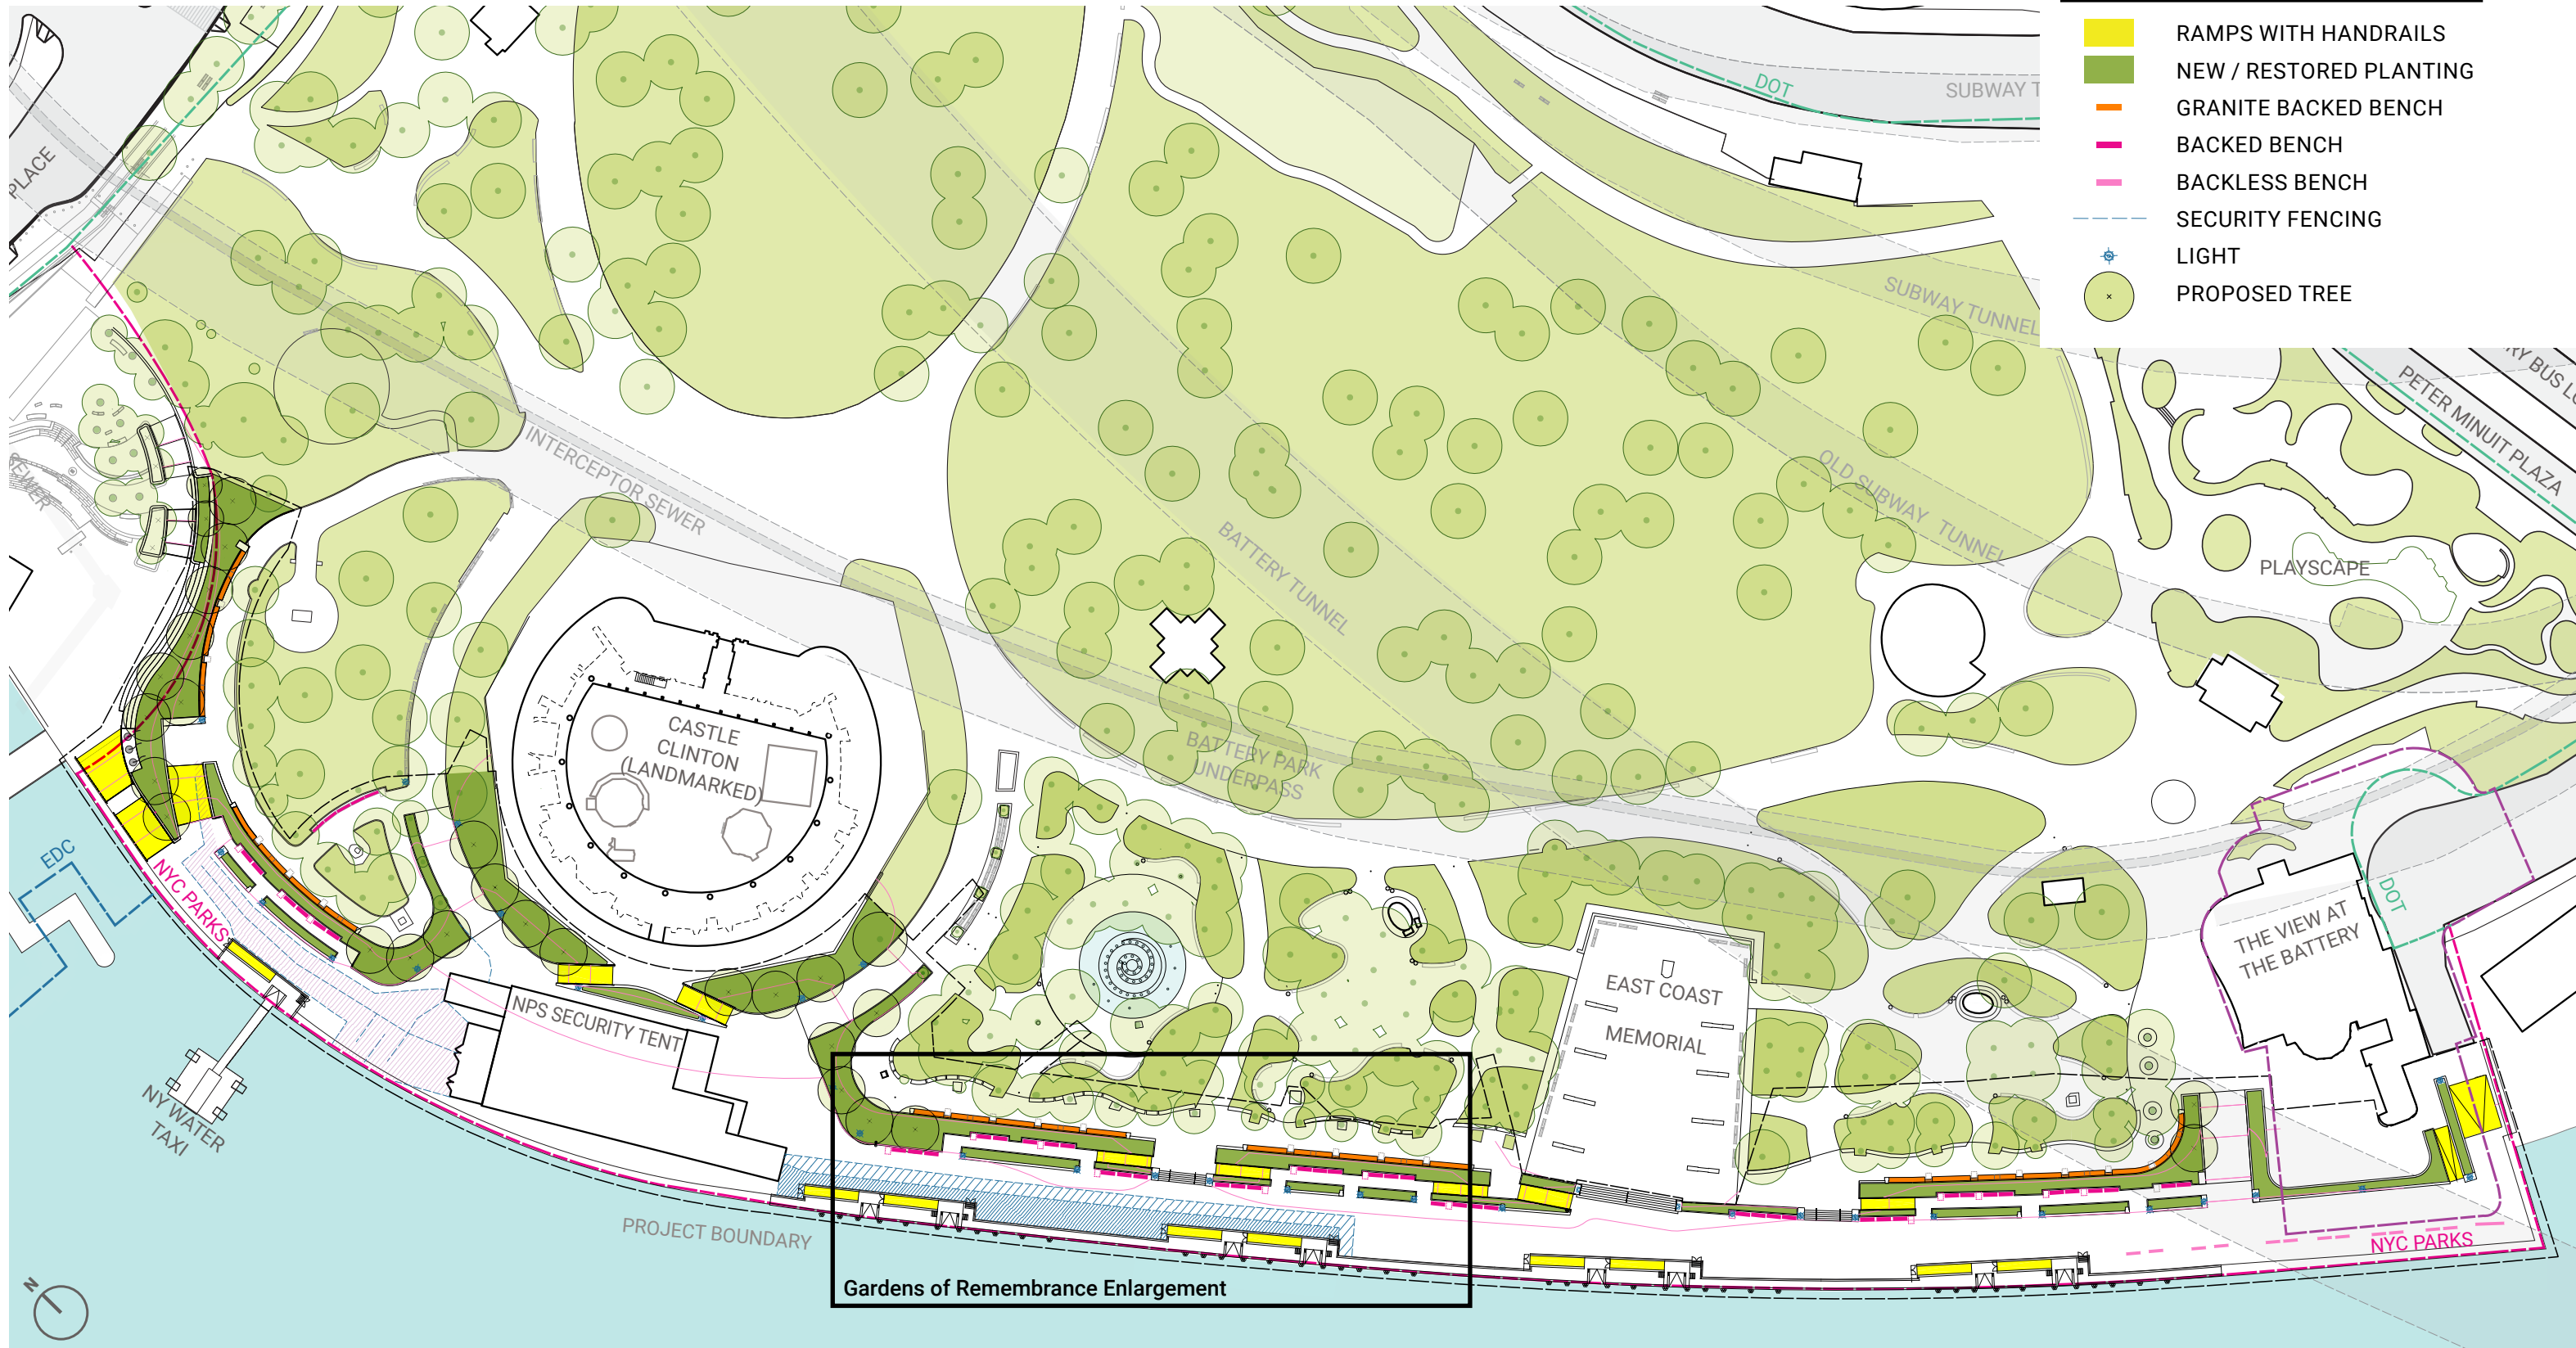 RAMPS WITH HANDRAILS
NEW / RESTORED PLANTING
GRANITE BACKED BENCH
BACKED BENCH
BACKLESS BENCH
SECURITY FENCING
LIGHT
PROPOSED TREE
DOT
SUBWAY T
PLACE
SUBWAY TUNNEL
RY BUS LO
PETER MINUIT PLAZA
INTERCEPTOR SEWER
SEWER
OLD SUBWAY TUNNEL
BATTERY TUNNEL
PLAYSCAPE
CASTLE
CLINTON
(LANDMARKED)
BATTERY PARK
UNDERPASS
EDC
NYC PARKS
DOT
THE VIEW AT
THE BATTERY
EAST COAST
MEMORIAL
NPS SECURITY TENT
NY WATER
TAXI
PROJECT BOUNDARY
NYC PARKS
Gardens of Remembrance Enlargement
N